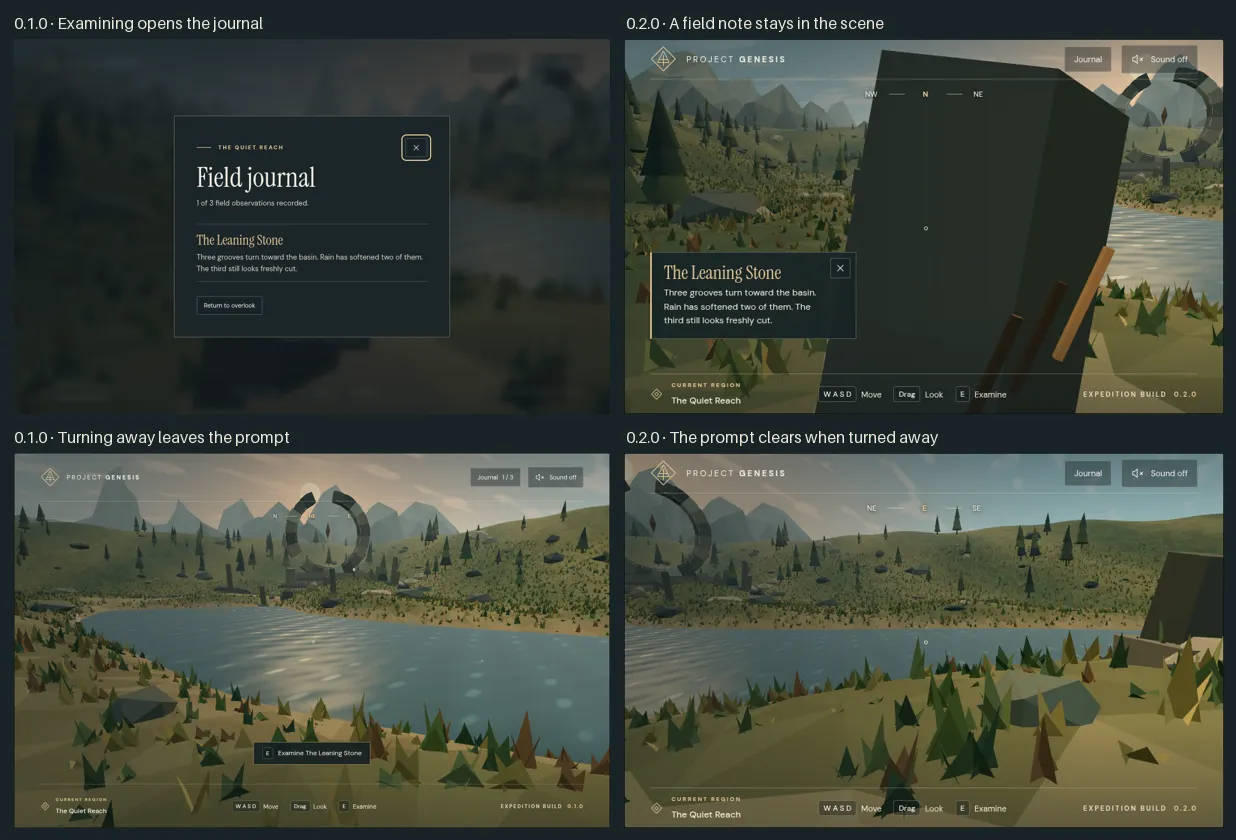 0.1.0 · Examining opens the journal
THE QUIET REACH
×
Field journal
1 of 3 field observations recorded.
The Leaning Stone
Three grooves turn toward the basin. Rain has softened two of them.
The third still looks freshly cut.
Return to overlook
0.2.0 · A field note stays in the scene
PROJECT GENESIS
Journal
Sound off
NW N NE
The Leaning Stone
×
Three grooves turn toward the basin.
Rain has softened two of them. The
third still looks freshly cut.
CURRENT REGION
The Quiet Reach
W A S D Move Drag Look E Examine
EXPEDITION BUILD 0.2.0
0.1.0 · Turning away leaves the prompt
PROJECT GENESIS
Journal 1 / 3
Sound off
N NE E
E Examine The Leaning Stone
CURRENT REGION
The Quiet Reach
W A S D Move Drag Look E Examine
EXPEDITION BUILD 0.1.0
0.2.0 · The prompt clears when turned away
PROJECT GENESIS
Journal
Sound off
NE E SE
CURRENT REGION
The Quiet Reach
W A S D Move Drag Look E Examine
EXPEDITION BUILD 0.2.0